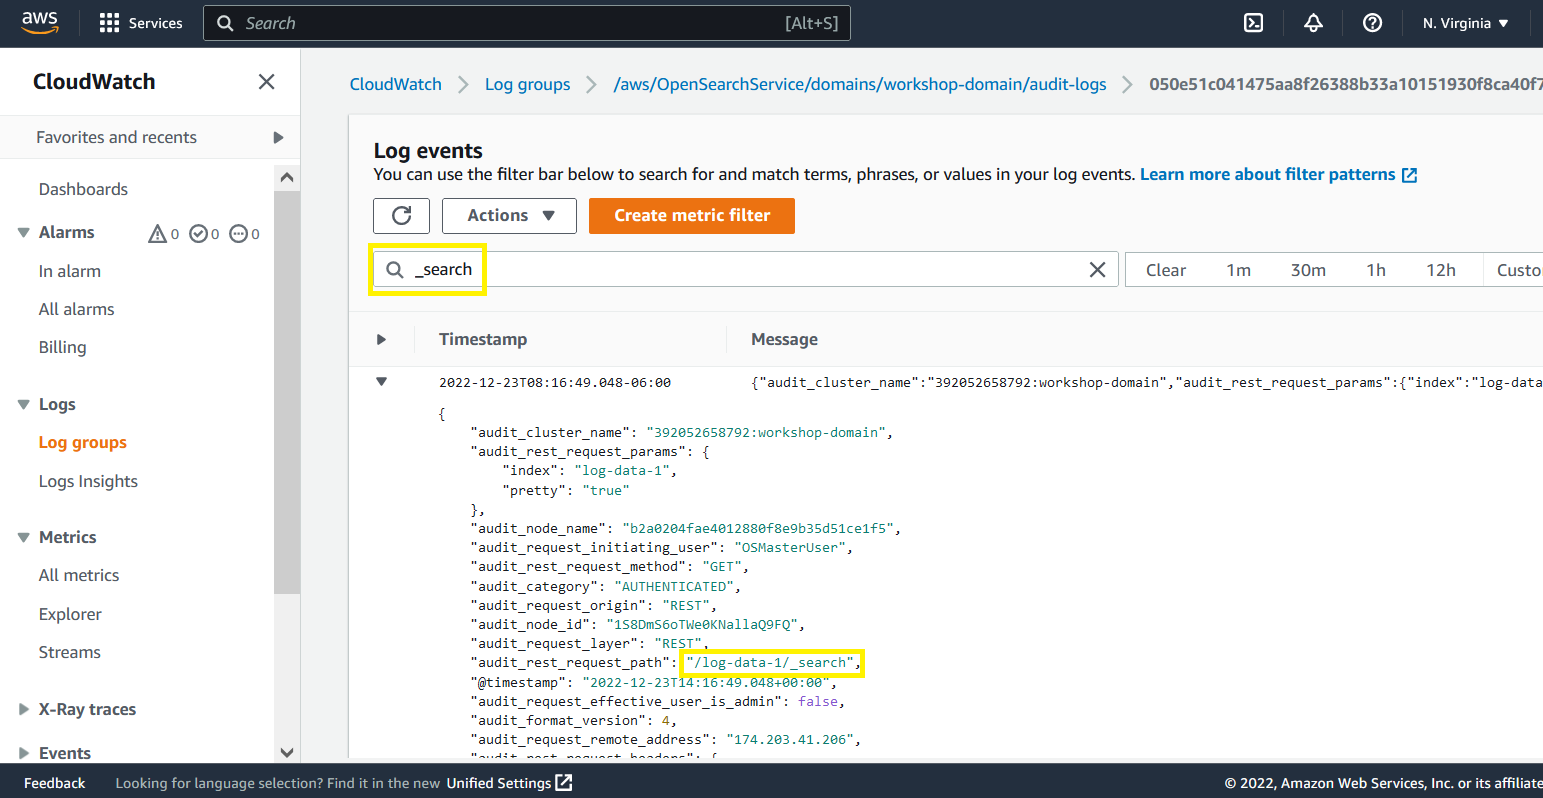 aws Services Search [Alt+S] N. Virginia
CloudWatch
Favorites and recents
Dashboards
Alarms 0 0 0
In alarm
All alarms
Billing
Logs
Log groups
Logs Insights
Metrics
All metrics
Explorer
Streams
X-Ray traces
Events
CloudWatch Log groups /aws/OpenSearchService/domains/workshop-domain/audit-logs 050e51c041475aa8f26388b33a10151930f8ca40f7
Log events
You can use the filter bar below to search for and match terms, phrases, or values in your log events. Learn more about filter patterns
Actions Create metric filter
_search Clear 1m 30m 1h 12h Custo
Timestamp Message
2022-12-23T08:16:49.048-06:00 {"audit_cluster_name":"392052658792:workshop-domain","audit_rest_request_params":{"index":"log-data
{
"audit_cluster_name": "392052658792:workshop-domain",
"audit_rest_request_params": {
"index": "log-data-1",
"pretty": "true"
},
"audit_node_name": "b2a0204fae4012880f8e9b35d51ce1f5",
"audit_request_initiating_user": "OSMasterUser",
"audit_rest_request_method": "GET",
"audit_category": "AUTHENTICATED",
"audit_request_origin": "REST",
"audit_node_id": "1S8DmS6oTWe0KNallaQ9FQ",
"audit_request_layer": "REST",
"audit_rest_request_path": "/log-data-1/_search",
"@timestamp": "2022-12-23T14:16:49.048+00:00",
"audit_request_effective_user_is_admin": false,
"audit_format_version": 4,
"audit_request_remote_address": "174.203.41.206",
"audit_rest_request_headers": {
Feedback Looking for language selection? Find it in the new Unified Settings © 2022, Amazon Web Services, Inc. or its affiliate